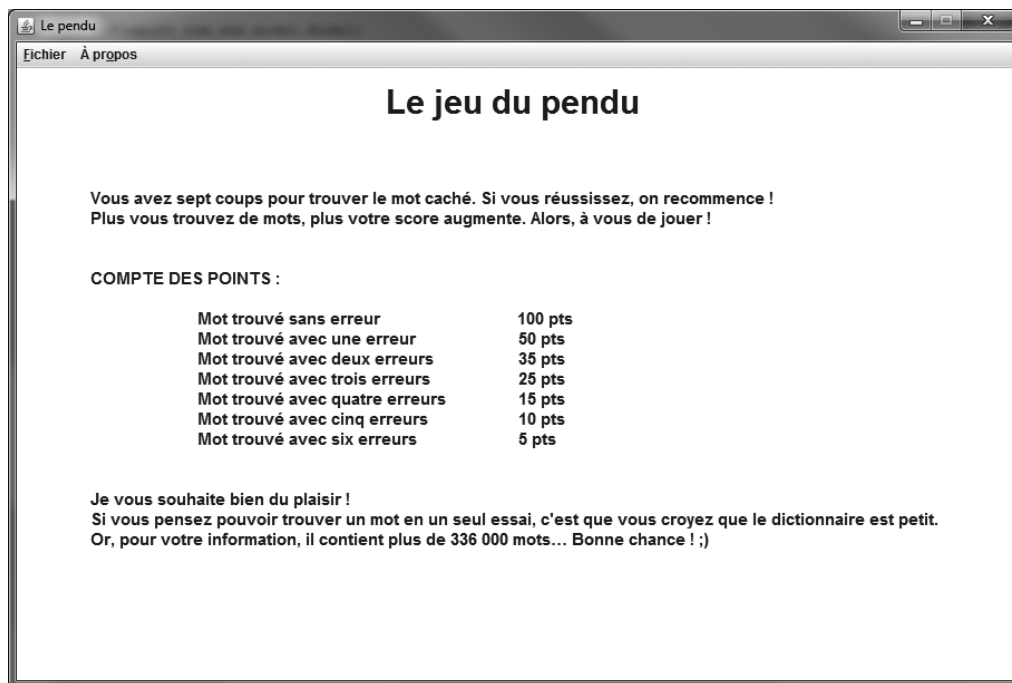 Le pendu
Fichier À propos
Le jeu du pendu
Vous avez sept coups pour trouver le mot caché. Si vous réussissez, on recommence !
Plus vous trouvez de mots, plus votre score augmente. Alors, à vous de jouer !
COMPTE DES POINTS :
Mot trouvé sans erreur 100 pts
Mot trouvé avec une erreur 50 pts
Mot trouvé avec deux erreurs 35 pts
Mot trouvé avec trois erreurs 25 pts
Mot trouvé avec quatre erreurs 15 pts
Mot trouvé avec cinq erreurs 10 pts
Mot trouvé avec six erreurs 5 pts
Je vous souhaite bien du plaisir !
Si vous pensez pouvoir trouver un mot en un seul essai, c'est que vous croyez que le dictionnaire est petit.
Or, pour votre information, il contient plus de 336 000 mots… Bonne chance ! ;)